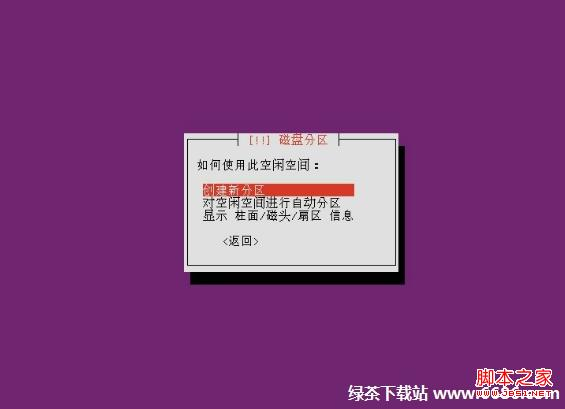 [!!] 磁盘分区
如何使用此空闲空间：
创建新分区
对空闲空间进行自动分区
显示 柱面/磁头/扇区 信息
<返回>
脚本之家
绿茶下载站 www.